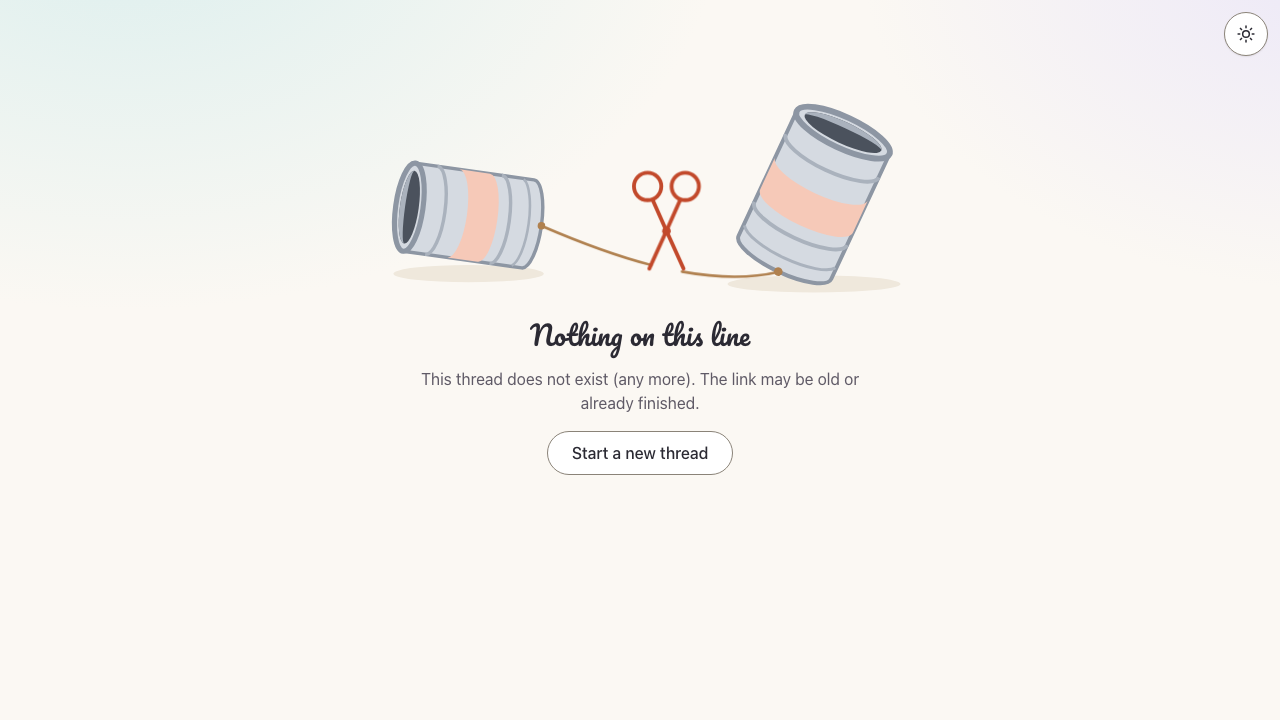 Nothing on this line
This thread does not exist (any more). The link may be old or
already finished.
Start a new thread